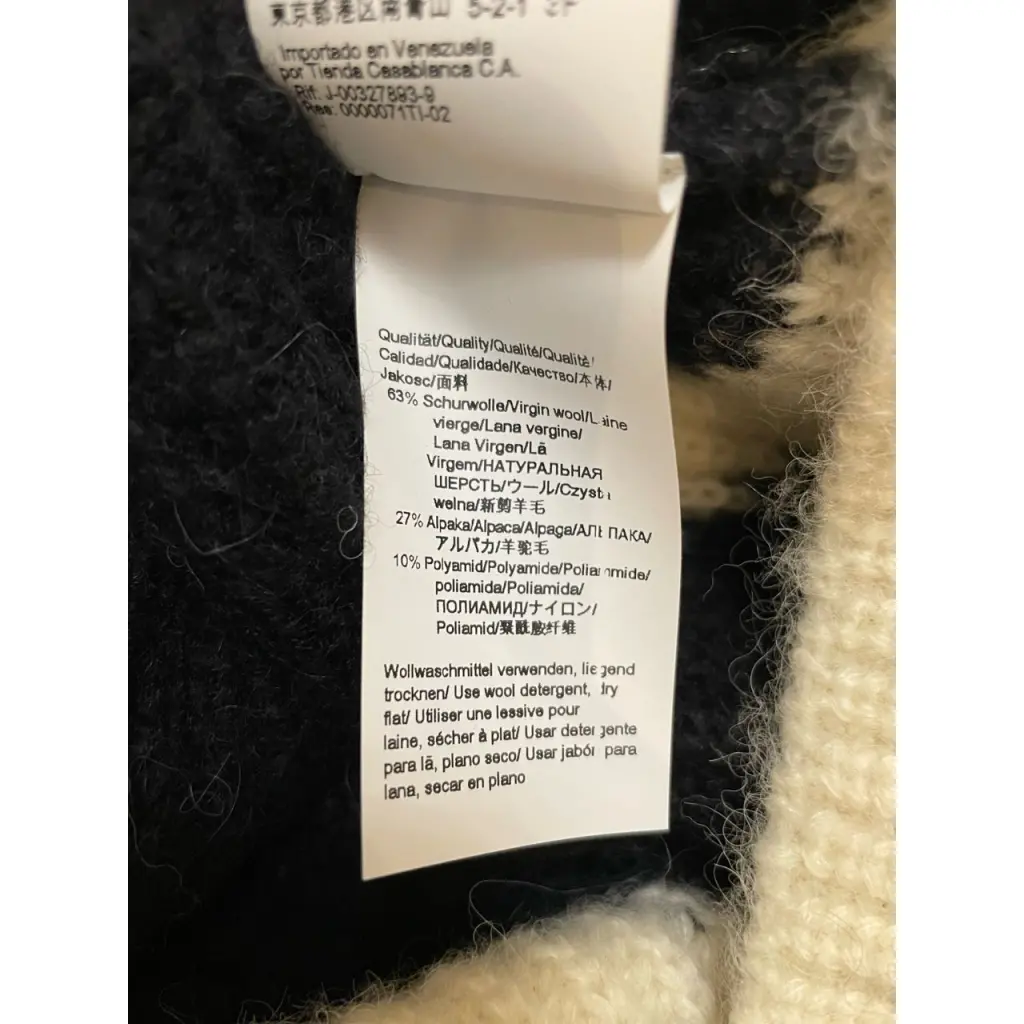 東京都港区南青山 5-2-1 3F
Importado en Venezuela
por Tienda Casablanca C.A.
Rif: J-00327893-9
Res: 0000071TI-02
Qualität/Quality/Qualité/Qualité/
Calidad/Qualidade/Качество/本体/
Jakosc/面料
63% Schurwolle/Virgin wool/Laine
vierge/Lana vergine/
Lana Virgen/Lã
Virgem/НАТУРАЛЬНАЯ
ШЕРСТЬ/ウール/Czysta
welna/新剪羊毛
27% Alpaka/Alpaca/Alpaga/АЛЬПАКА/
アルパカ/羊驼毛
10% Polyamid/Polyamide/Poliammide/
poliamida/Poliamida/
ПОЛИАМИД/ナイロン/
Poliamid/聚酰胺纤维
Wollwaschmittel verwenden, liegend
trocknen/ Use wool detergent, dry
flat/ Utiliser une lessive pour
laine, sécher à plat/ Usar detergente
para lã, plano seco/ Usar jabón para
lana, secar en plano